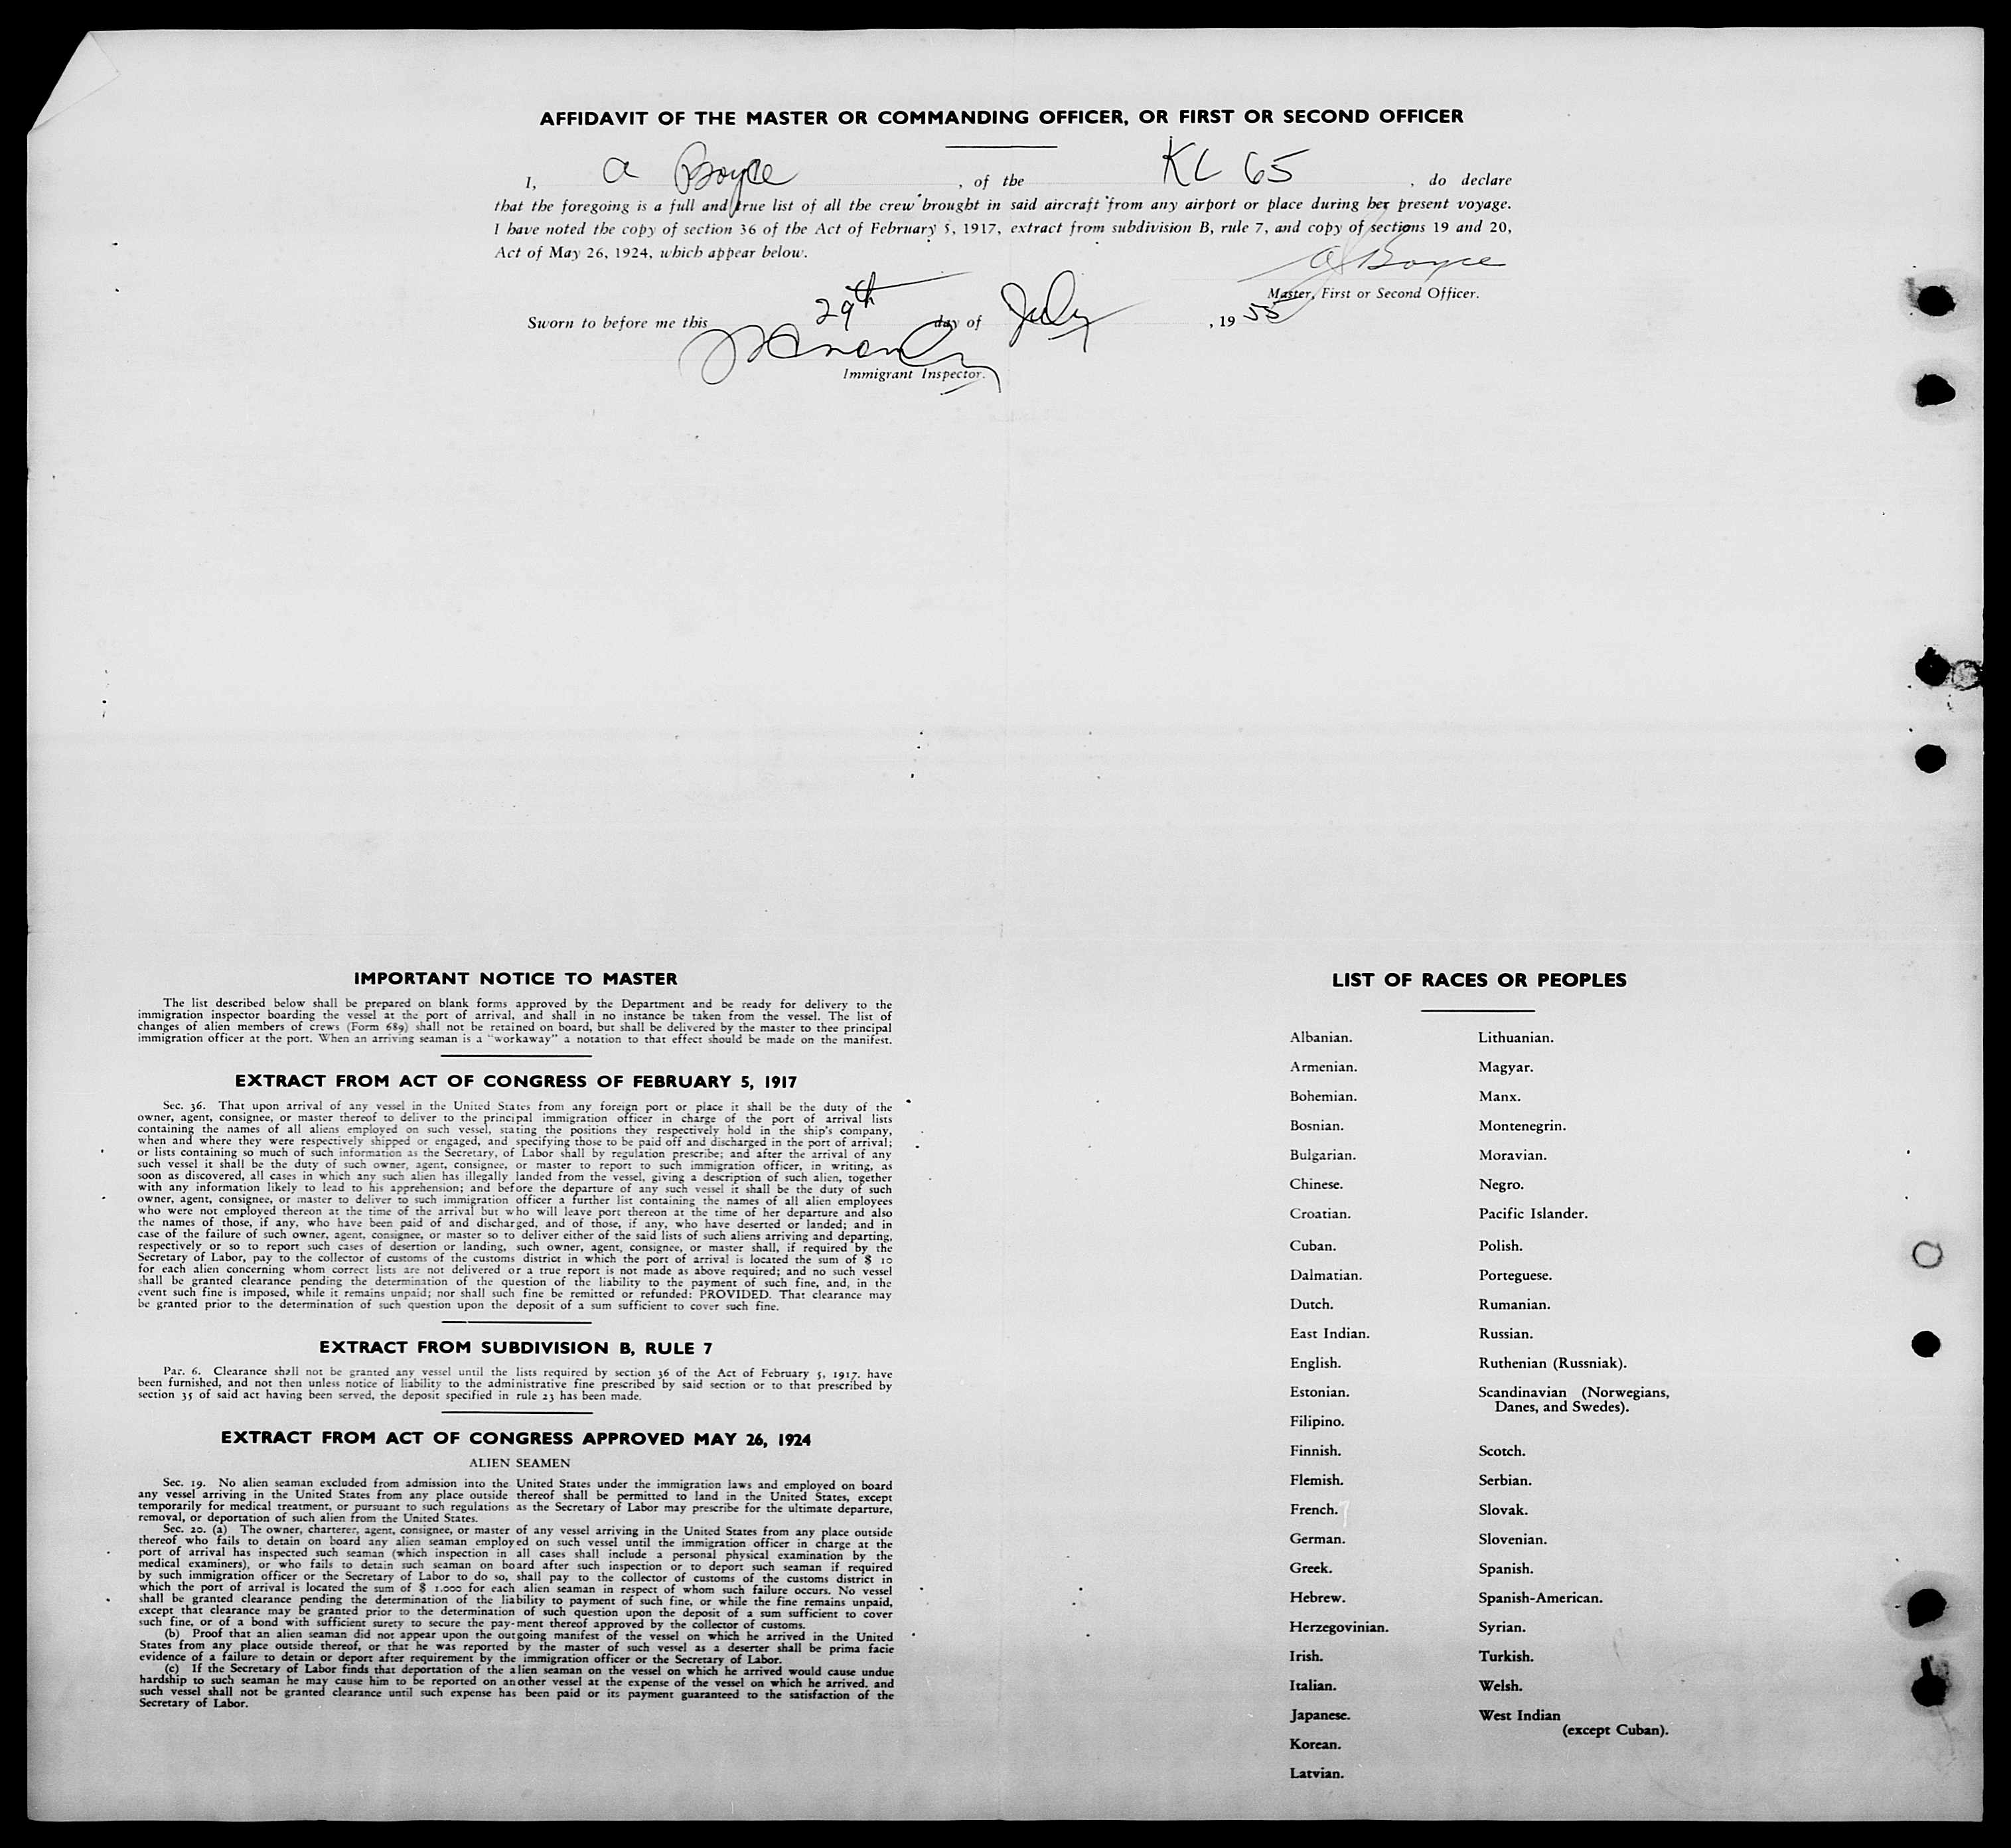 AFFIDAVIT OF THE MASTER OR COMMANDING OFFICER, OR FIRST OR SECOND OFFICER
I, a Boyce, of the KL 65, do declare
that the foregoing is a full and true list of all the crew brought in said aircraft from any airport or place during her present voyage.
I have noted the copy of section 36 of the Act of February 5, 1917, extract from subdivision B, rule 7, and copy of sections 19 and 20,
Act of May 26, 1924, which appear below.
a Boyce
Master, First or Second Officer.
Sworn to before me this 29th day of July, 1955
Immigrant Inspector.
IMPORTANT NOTICE TO MASTER
The list described below shall be prepared on blank forms approved by the Department and be ready for delivery to the
immigration inspector boarding the vessel at the port of arrival, and shall in no instance be taken from the vessel. The list of
changes of alien members of crews (Form 689) shall not be retained on board, but shall be delivered by the master to thee principal
immigration officer at the port. When an arriving seaman is a "workaway" a notation to that effect should be made on the manifest.
EXTRACT FROM ACT OF CONGRESS OF FEBRUARY 5, 1917
Sec. 36. That upon arrival of any vessel in the United States from any foreign port or place it shall be the duty of the
owner, agent, consignee, or master thereof to deliver to the principal immigration officer in charge of the port of arrival lists
containing the names of all aliens employed on such vessel, stating the positions they respectively hold in the ship's company,
when and where they were respectively shipped or engaged, and specifying those to be paid off and discharged in the port of arrival;
or lists containing so much of such information as the Secretary, of Labor shall by regulation prescribe; and after the arrival of any
such vessel it shall be the duty of such owner, agent, consignee, or master to report to such immigration officer, in writing, as
soon as discovered, all cases in which any such alien has illegally landed from the vessel, giving a description of such alien, together
with any information likely to lead to his apprehension; and before the departure of any such vessel it shall be the duty of such
owner, agent, consignee, or master to deliver to such immigration officer a further list containing the names of all alien employees
who were not employed thereon at the time of the arrival but who will leave port thereon at the time of her departure and also
the names of those, if any, who have been paid of and discharged, and of those, if any, who have deserted or landed; and in
case of the failure of such owner, agent, consignee, or master so to deliver either of the said lists of such aliens arriving and departing,
respectively or so to report such cases of desertion or landing, such owner, agent, consignee, or master shall, if required by the
Secretary of Labor, pay to the collector of customs of the customs district in which the port of arrival is located the sum of $ 10
for each alien concerning whom correct lists are not delivered or a true report is not made as above required; and no such vessel
shall be granted clearance pending the determination of the question of the liability to the payment of such fine, and, in the
event such fine is imposed, while it remains unpaid; nor shall such fine be remitted or refunded: PROVIDED. That clearance may
be granted prior to the determination of such question upon the deposit of a sum sufficient to cover such fine.
EXTRACT FROM SUBDIVISION B, RULE 7
Par. 6. Clearance shall not be granted any vessel until the lists required by section 36 of the Act of February 5, 1917. have
been furnished, and not then unless notice of liability to the administrative fine prescribed by said section or to that prescribed by
section 35 of said act having been served, the deposit specified in rule 23 has been made.
EXTRACT FROM ACT OF CONGRESS APPROVED MAY 26, 1924
ALIEN SEAMEN
Sec. 19. No alien seaman excluded from admission into the United States under the immigration laws and employed on board
any vessel arriving in the United States from any place outside thereof shall be permitted to land in the United States, except
temporarily for medical treatment, or pursuant to such regulations as the Secretary of Labor may prescribe for the ultimate departure,
removal, or deportation of such alien from the United States.
Sec. 20. (a) The owner, charterer, agent, consignee, or master of any vessel arriving in the United States from any place outside
thereof who fails to detain on board any alien seaman employed on such vessel until the immigration officer in charge at the
port of arrival has inspected such seaman (which inspection in all cases shall include a personal physical examination by the
medical examiners), or who fails to detain such seaman on board after such inspection or to deport such seaman if required
by such immigration officer or the Secretary of Labor to do so, shall pay to the collector of customs of the customs district in
which the port of arrival is located the sum of $ 1.000 for each alien seaman in respect of whom such failure occurs. No vessel
shall be granted clearance pending the determination of the liability to payment of such fine, or while the fine remains unpaid,
except that clearance may be granted prior to the determination of such question upon the deposit of a sum sufficient to cover
such fine, or of a bond with sufficient surety to secure the pay-ment thereof approved by the collector of customs.
(b) Proof that an alien seaman did not appear upon the outgoing manifest of the vessel on which he arrived in the United
States from any place outside thereof, or that he was reported by the master of such vessel as a deserter shall be prima facie
evidence of a failure to detain or deport after requirement by the immigration officer or the Secretary of Labor.
(c) If the Secretary of Labor finds that deportation of the alien seaman on the vessel on which he arrived would cause undue
hardship to such seaman he may cause him to be reported on another vessel at the expense of the vessel on which he arrived. and
such vessel shall not be granted clearance until such expense has been paid or its payment guaranteed to the satisfaction of the
Secretary of Labor.
LIST OF RACES OR PEOPLES
Albanian.
Armenian.
Bohemian.
Bosnian.
Bulgarian.
Chinese.
Croatian.
Cuban.
Dalmatian.
Dutch.
East Indian.
English.
Estonian.
Filipino.
Finnish.
Flemish.
French.
German.
Greek.
Hebrew.
Herzegovinian.
Irish.
Italian.
Japanese.
Korean.
Latvian.
Lithuanian.
Magyar.
Manx.
Montenegrin.
Moravian.
Negro.
Pacific Islander.
Polish.
Porteguese.
Rumanian.
Russian.
Ruthenian (Russniak).
Scandinavian (Norwegians,
Danes, and Swedes).
Scotch.
Serbian.
Slovak.
Slovenian.
Spanish.
Spanish-American.
Syrian.
Turkish.
Welsh.
West Indian
(except Cuban).